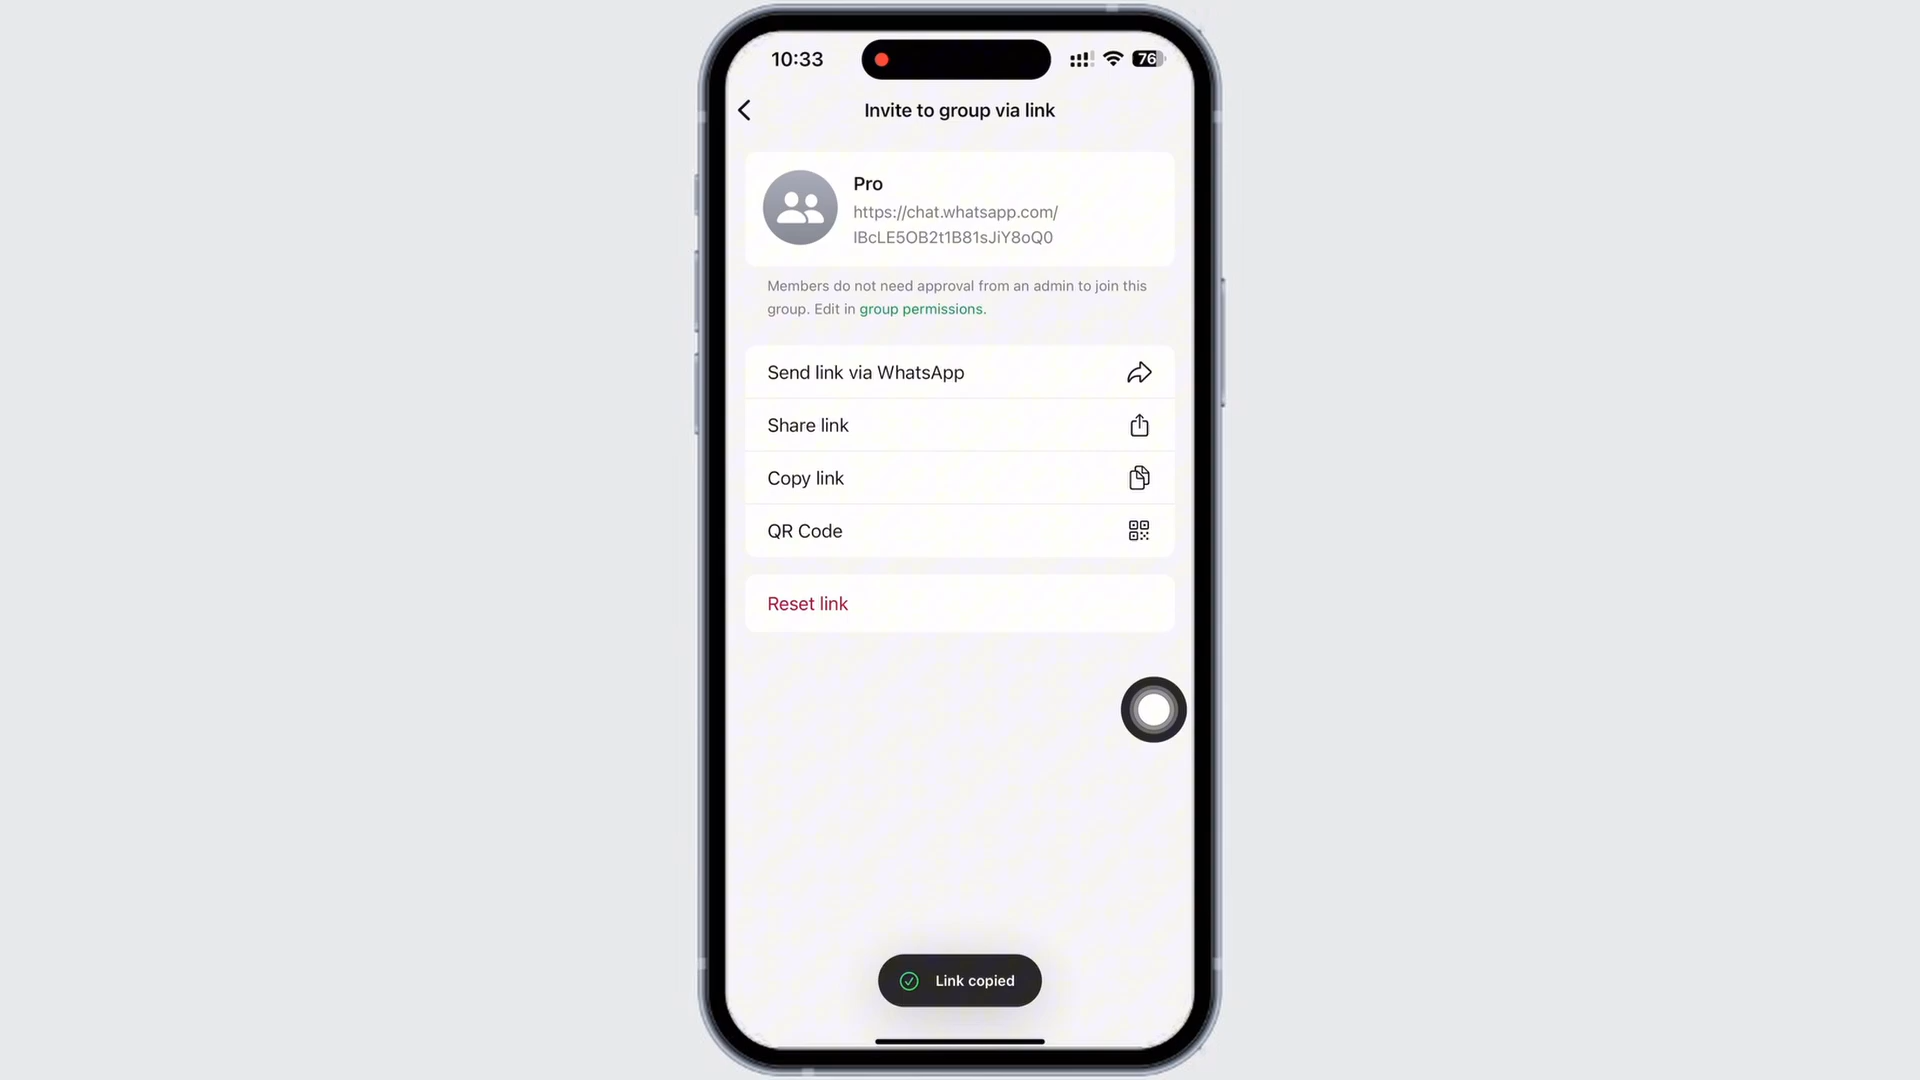 10:33
76
Invite to group via link
Pro
https://chat.whatsapp.com/
IBcLE5OB2t1B81sJiY8oQ0
Members do not need approval from an admin to join this
group. Edit in group permissions.
Send link via WhatsApp
Share link
Copy link
QR Code
Reset link
Link copied